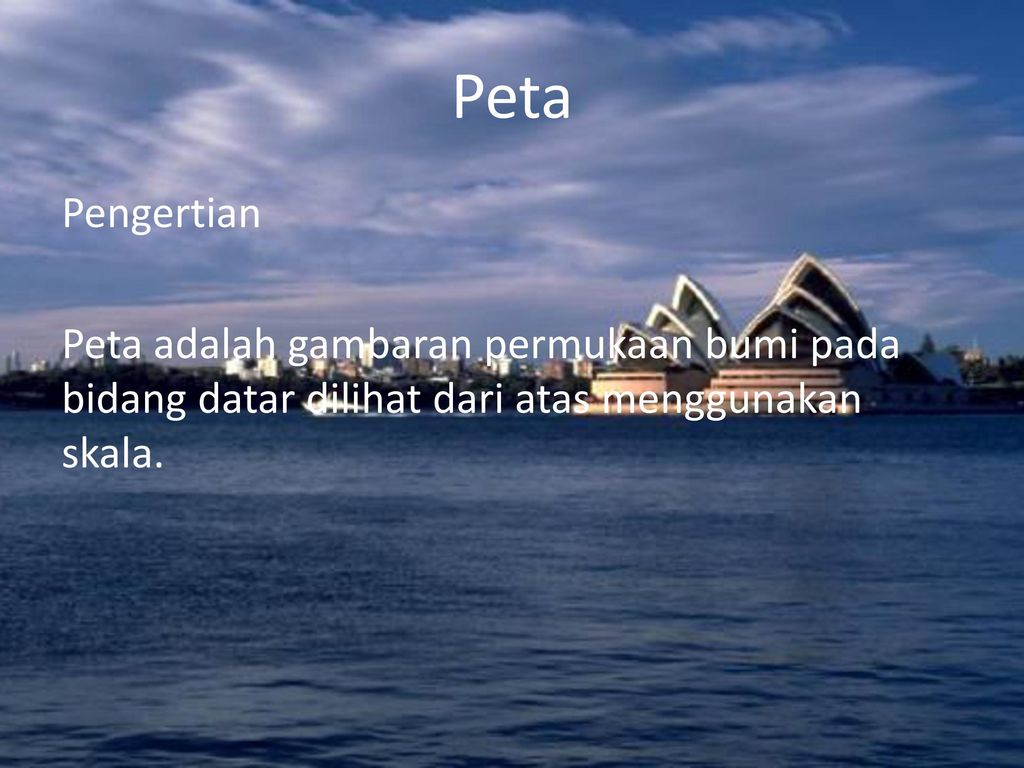 Peta
Pengertian
Peta adalah gambaran permukaan bumi pada
bidang datar dilihat dari atas menggunakan
skala.